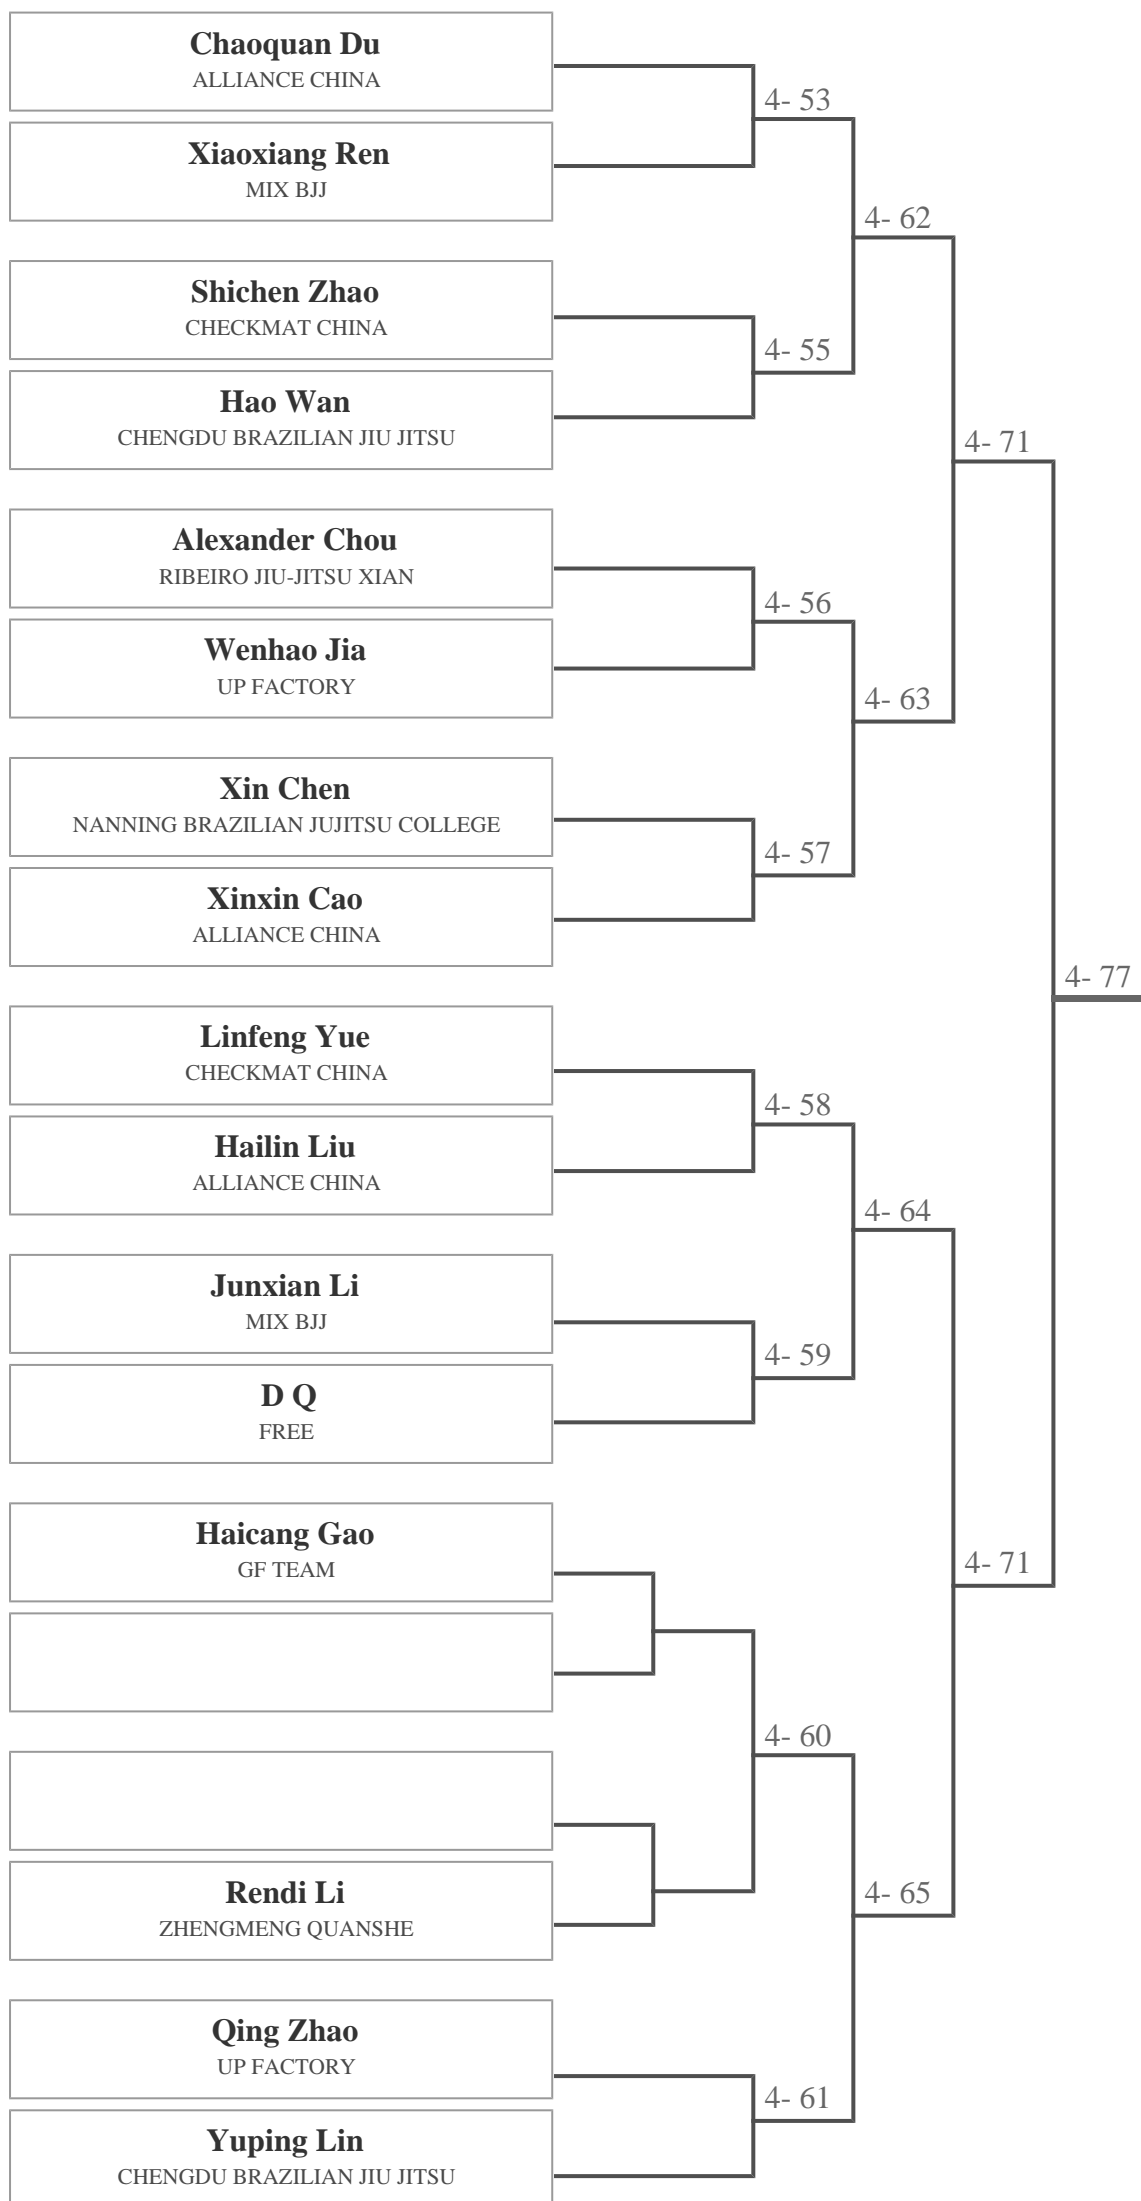 Chaoquan Du
ALLIANCE CHINA
4- 53
Xiaoxiang Ren
MIX BJJ
4- 62
Shichen Zhao
CHECKMAT CHINA
4- 55
Hao Wan
CHENGDU BRAZILIAN JIU JITSU
4- 71
Alexander Chou
RIBEIRO JIU-JITSU XIAN
4- 56
Wenhao Jia
UP FACTORY
4- 63
Xin Chen
NANNING BRAZILIAN JUJITSU COLLEGE
4- 57
Xinxin Cao
ALLIANCE CHINA
4- 77
Linfeng Yue
CHECKMAT CHINA
4- 58
Hailin Liu
ALLIANCE CHINA
4- 64
Junxian Li
MIX BJJ
4- 59
D Q
FREE
Haicang Gao
GF TEAM
4- 71
4- 60
Rendi Li
ZHENGMENG QUANSHE
4- 65
Qing Zhao
UP FACTORY
4- 61
Yuping Lin
CHENGDU BRAZILIAN JIU JITSU